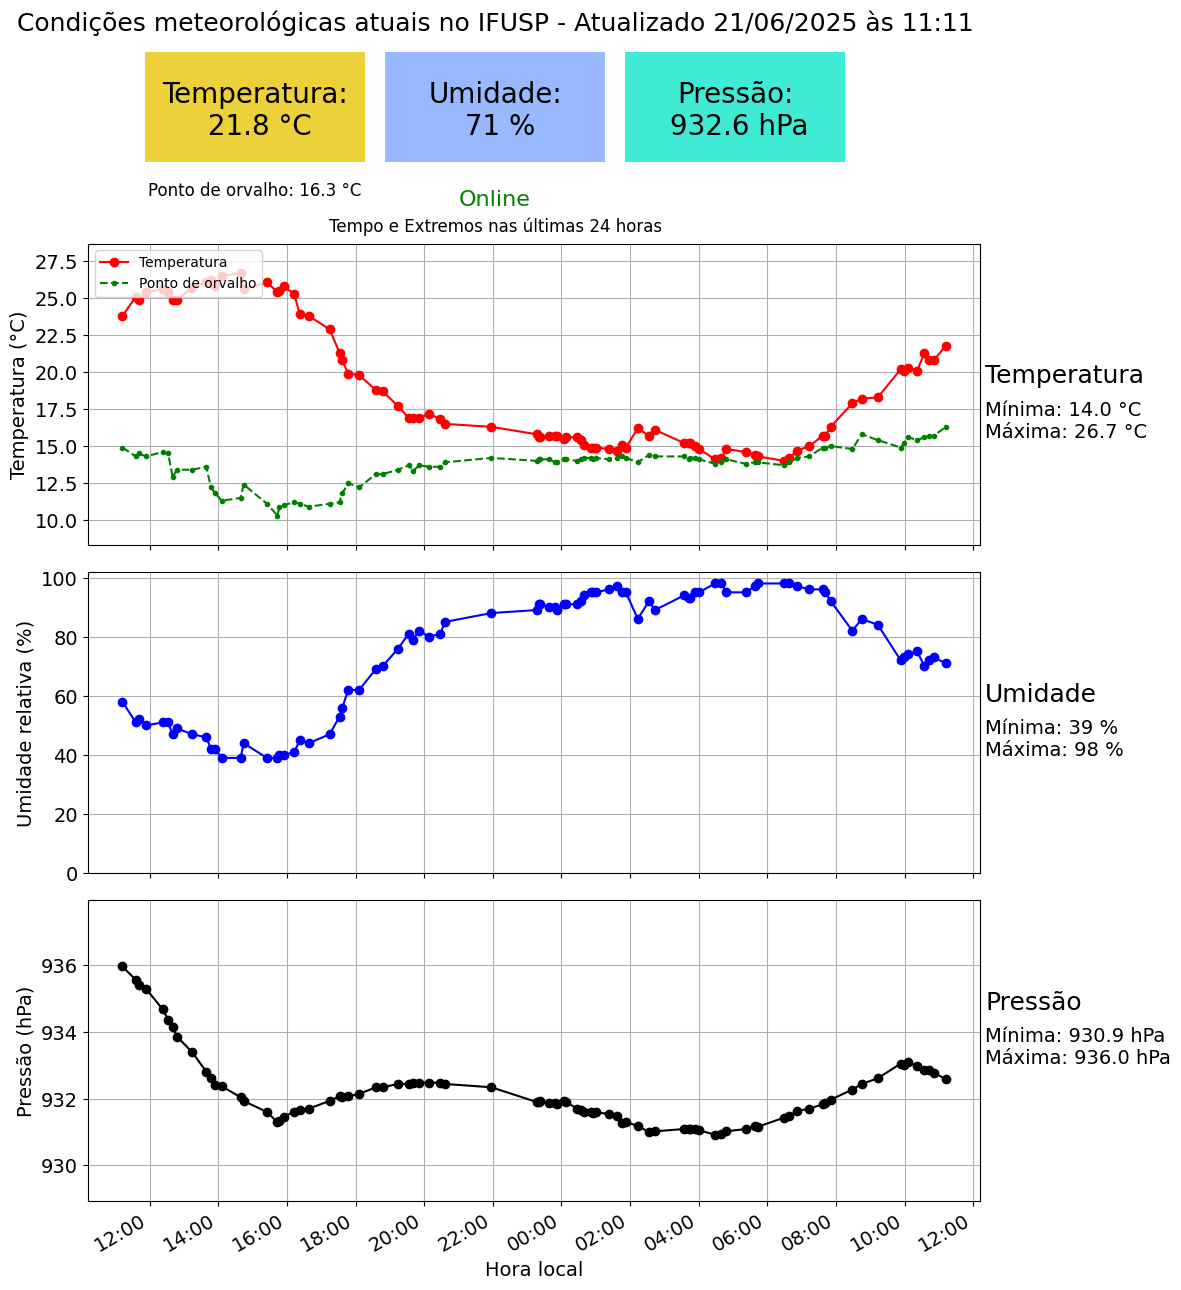 Condições meteorológicas atuais no IFUSP - Atualizado 21/06/2025 às 11:11
Temperatura:
21.8 °C
Umidade:
71 %
Pressão:
932.6 hPa
Ponto de orvalho: 16.3 °C
Online
Tempo e Extremos nas últimas 24 horas
Temperatura
Ponto de orvalho
Temperatura (°C)
27.5
25.0
22.5
20.0
17.5
15.0
12.5
10.0
Temperatura
Mínima: 14.0 °C
Máxima: 26.7 °C
Umidade relativa (%)
100
80
60
40
20
0
Umidade
Mínima: 39 %
Máxima: 98 %
Pressão (hPa)
936
934
932
930
Pressão
Mínima: 930.9 hPa
Máxima: 936.0 hPa
12:00
14:00
16:00
18:00
20:00
22:00
00:00
02:00
04:00
06:00
08:00
10:00
12:00
Hora local